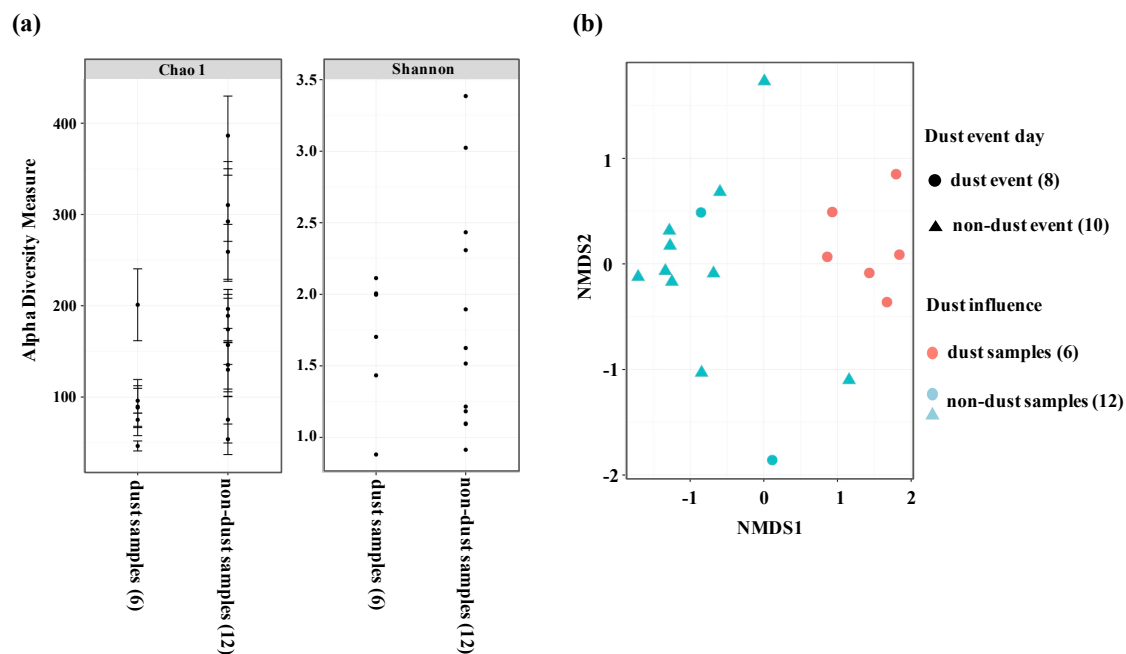 (a)
(b)
Chao 1
Shannon
Alpha Diversity Measure
400
300
200
100
3.5
3.0
2.5
2.0
1.5
1.0
dust samples (6)
non-dust samples (12)
dust samples (6)
non-dust samples (12)
NMDS2
1
0
-1
-2
-1
0
1
2
NMDS1
Dust event day
dust event (8)
non-dust event (10)
Dust influence
dust samples (6)
non-dust samples (12)